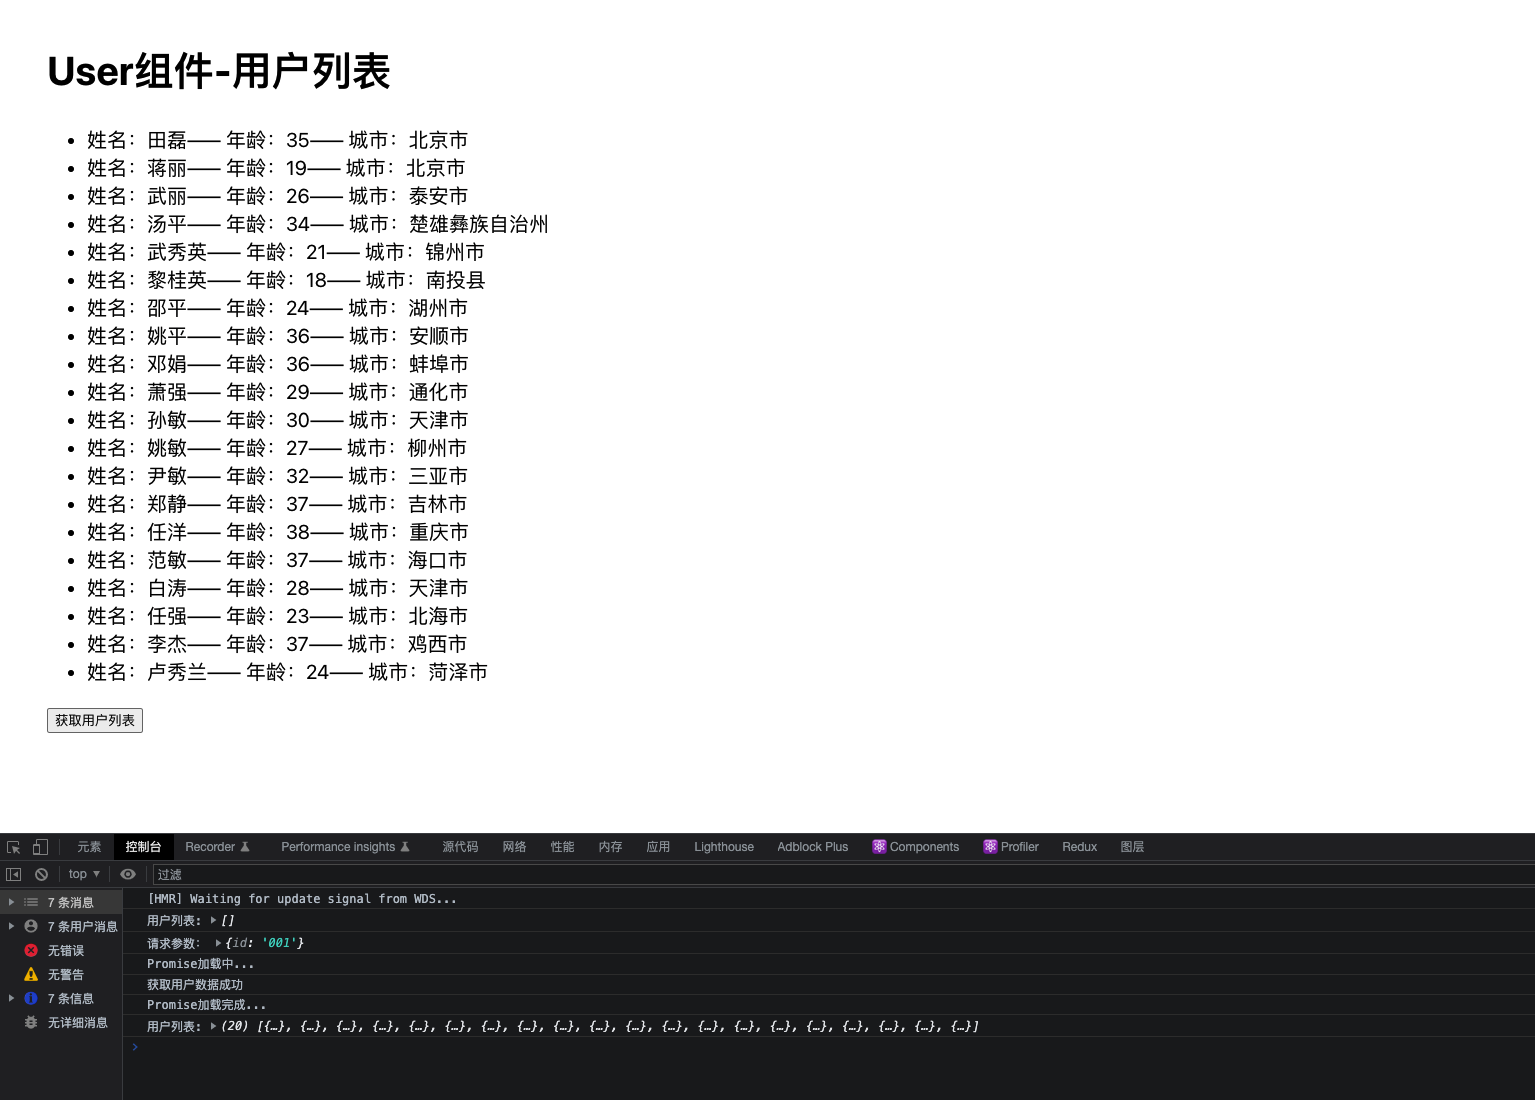 User组件-用户列表
姓名：田磊—— 年龄：35—— 城市：北京市
姓名：蒋丽—— 年龄：19—— 城市：北京市
姓名：武丽—— 年龄：26—— 城市：泰安市
姓名：汤平—— 年龄：34—— 城市：楚雄彝族自治州
姓名：武秀英—— 年龄：21—— 城市：锦州市
姓名：黎桂英—— 年龄：18—— 城市：南投县
姓名：邵平—— 年龄：24—— 城市：湖州市
姓名：姚平—— 年龄：36—— 城市：安顺市
姓名：邓娟—— 年龄：36—— 城市：蚌埠市
姓名：萧强—— 年龄：29—— 城市：通化市
姓名：孙敏—— 年龄：30—— 城市：天津市
姓名：姚敏—— 年龄：27—— 城市：柳州市
姓名：尹敏—— 年龄：32—— 城市：三亚市
姓名：郑静—— 年龄：37—— 城市：吉林市
姓名：任洋—— 年龄：38—— 城市：重庆市
姓名：范敏—— 年龄：37—— 城市：海口市
姓名：白涛—— 年龄：28—— 城市：天津市
姓名：任强—— 年龄：23—— 城市：北海市
姓名：李杰—— 年龄：37—— 城市：鸡西市
姓名：卢秀兰—— 年龄：24—— 城市：菏泽市
获取用户列表
元素 控制台 Recorder Performance insights 源代码 网络 性能 内存 应用 Lighthouse Adblock Plus Components Profiler Redux 图层
top 过滤
7 条消息
7 条用户消息
无错误
无警告
7 条信息
无详细消息
[HMR] Waiting for update signal from WDS...
用户列表: []
请求参数： {id: '001'}
Promise加载中...
获取用户数据成功
Promise加载完成...
用户列表: (20) [{…}, {…}, {…}, {…}, {…}, {…}, {…}, {…}, {…}, {…}, {…}, {…}, {…}, {…}, {…}, {…}, {…}, {…}, {…}, {…}]